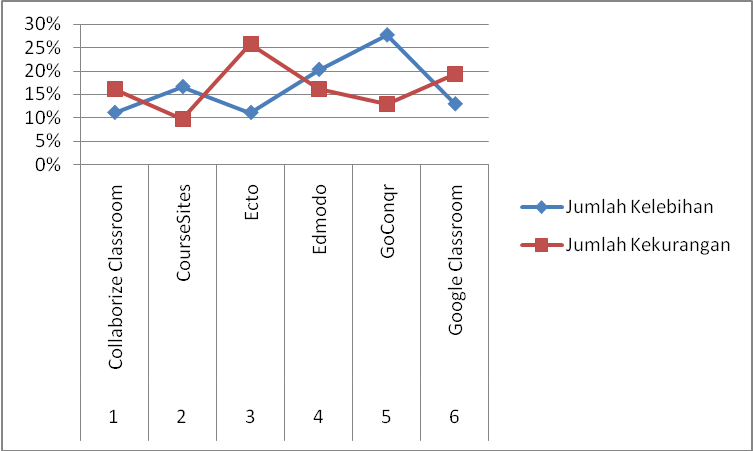 30%
25%
20%
15%
10%
5%
0%
Collaborize Classroom
CourseSites
Ecto
Edmodo
GoConqr
Google Classroom
1 2 3 4 5 6
Jumlah Kelebihan
Jumlah Kekurangan